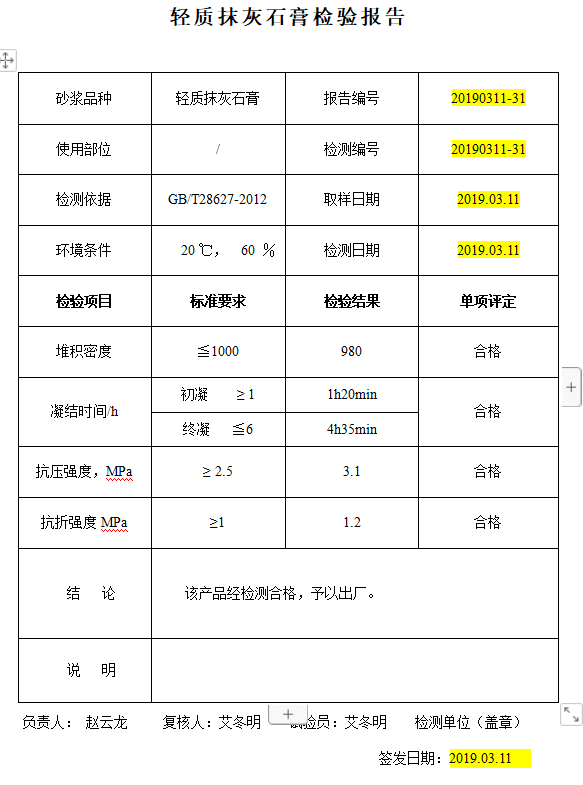 轻质抹灰石膏检验报告
砂浆品种 轻质抹灰石膏 报告编号 20190311-31
使用部位 / 检测编号 20190311-31
检测依据 GB/T28627-2012 取样日期 2019.03.11
环境条件 20 ℃， 60 % 检测日期 2019.03.11
检验项目 标准要求 检验结果 单项评定
堆积密度 ≦1000 980 合格
凝结时间/h 初凝 ≥ 1 1h20min 合格
终凝 ≦6 4h35min
抗压强度，MPa ≥ 2.5 3.1 合格
抗折强度 MPa ≥1 1.2 合格
结 论 该产品经检测合格，予以出厂。
说 明
负责人： 赵云龙 复核人：艾冬明 试验员：艾冬明 检测单位（盖章）
签发日期：2019.03.11